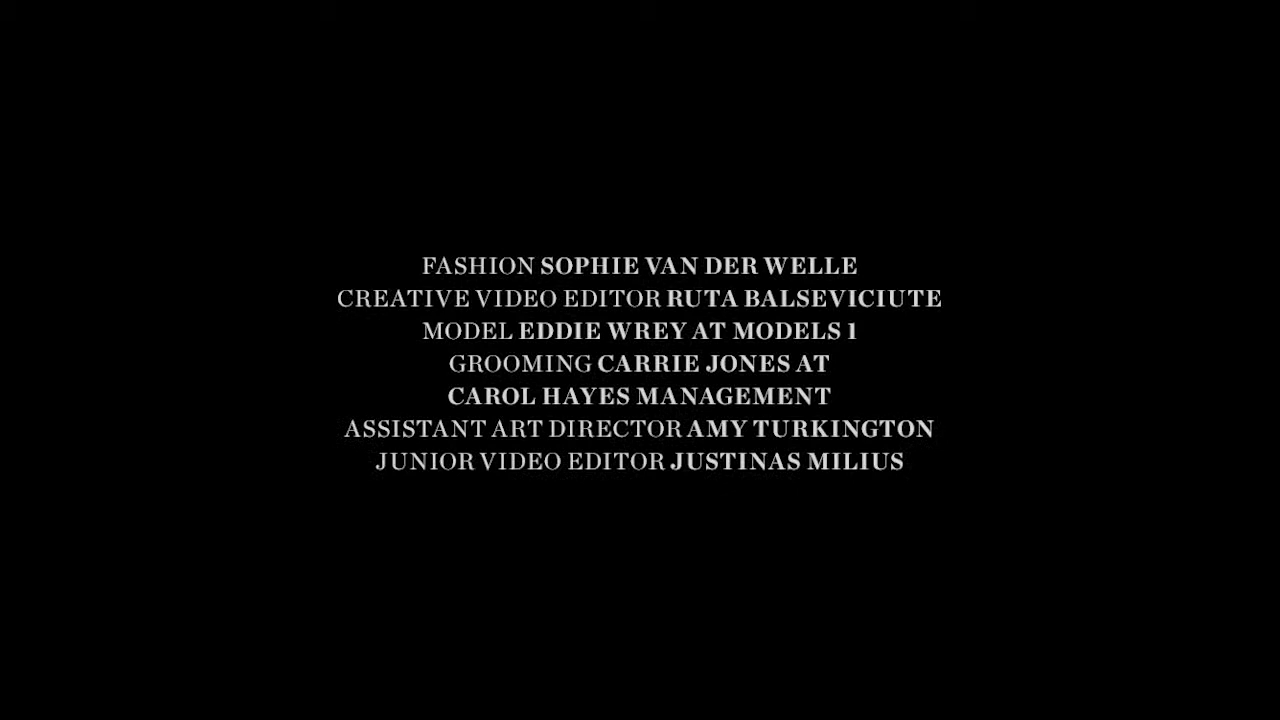 FASHION SOPHIE VAN DER WELLE
CREATIVE VIDEO EDITOR RUTA BALSEVICIUTE
MODEL EDDIE WREY AT MODELS 1
GROOMING CARRIE JONES AT
CAROL HAYES MANAGEMENT
ASSISTANT ART DIRECTOR AMY TURKINGTON
JUNIOR VIDEO EDITOR JUSTINAS MILIUS